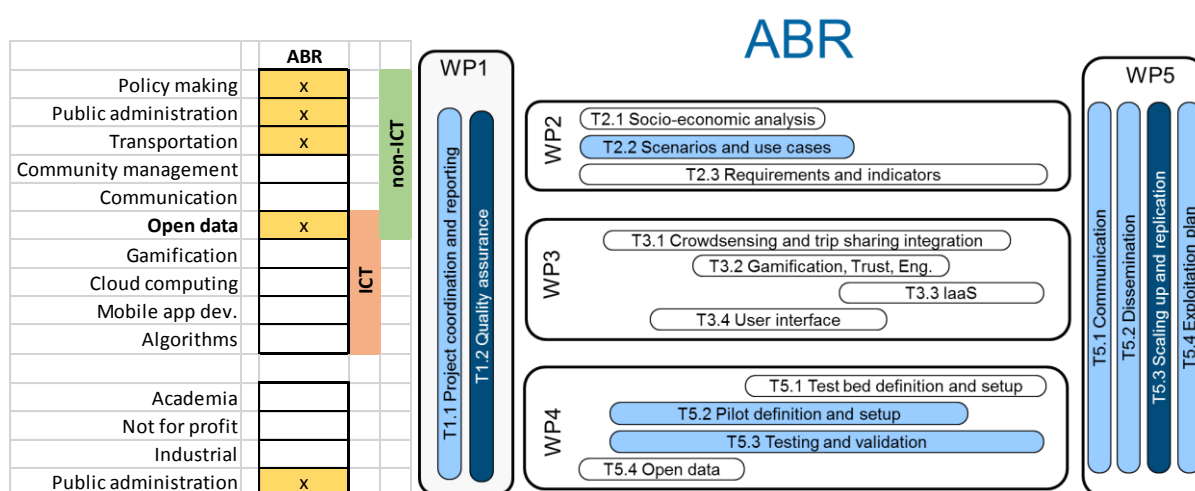 ABR
ABR
Policy making x
Public administration x
Transportation x
Community management
Communication
Open data x
Gamification
Cloud computing
Mobile app dev.
Algorithms
non-ICT
ICT
Academia
Not for profit
Industrial
Public administration x
WP1
T1.1 Project coordination and reporting
T1.2 Quality assurance
WP2
T2.1 Socio-economic analysis
T2.2 Scenarios and use cases
T2.3 Requirements and indicators
WP3
T3.1 Crowdsensing and trip sharing integration
T3.2 Gamification, Trust, Eng.
T3.3 IaaS
T3.4 User interface
WP4
T5.1 Test bed definition and setup
T5.2 Pilot definition and setup
T5.3 Testing and validation
T5.4 Open data
WP5
T5.1 Communication
T5.2 Dissemination
T5.3 Scaling up and replication
T5.4 Exploitation plan